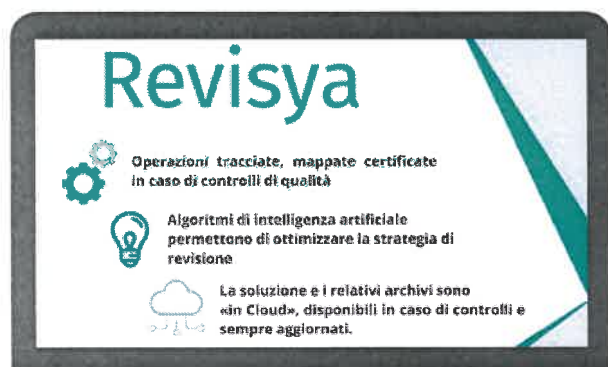 Revisya
Operazioni tracciate, mappate certificate
in caso di controlli di qualità
Algoritmi di intelligenza artificiale
permettono di ottimizzare la strategia di
revisione
La soluzione e i relativi archivi sono
«in Cloud», disponibili in caso di controlli e
sempre aggiornati.